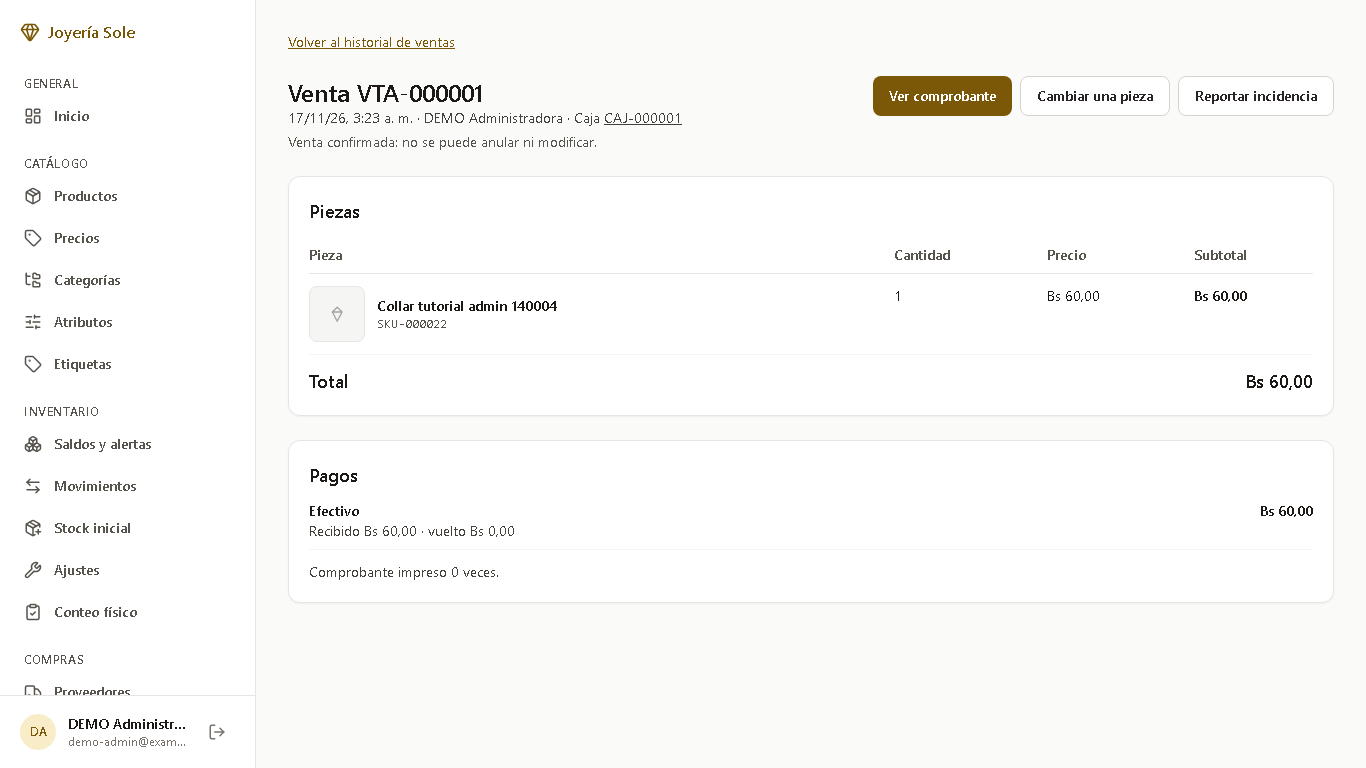 Joyería Sole
GENERAL
Inicio
CATÁLOGO
Productos
Precios
Categorías
Atributos
Etiquetas
INVENTARIO
Saldos y alertas
Movimientos
Stock inicial
Ajustes
Conteo físico
COMPRAS
Proveedores
DA
DEMO Administr...
demo-admin@exam...
Volver al historial de ventas
Venta VTA-000001
17/11/26, 3:23 a. m. · DEMO Administradora · Caja CAJ-000001
Venta confirmada: no se puede anular ni modificar.
Ver comprobante
Cambiar una pieza
Reportar incidencia
Piezas
Pieza Cantidad Precio Subtotal
Collar tutorial admin 140004 1 Bs 60,00 Bs 60,00
SKU-000022
Total Bs 60,00
Pagos
Efectivo Bs 60,00
Recibido Bs 60,00 · vuelto Bs 0,00
Comprobante impreso 0 veces.